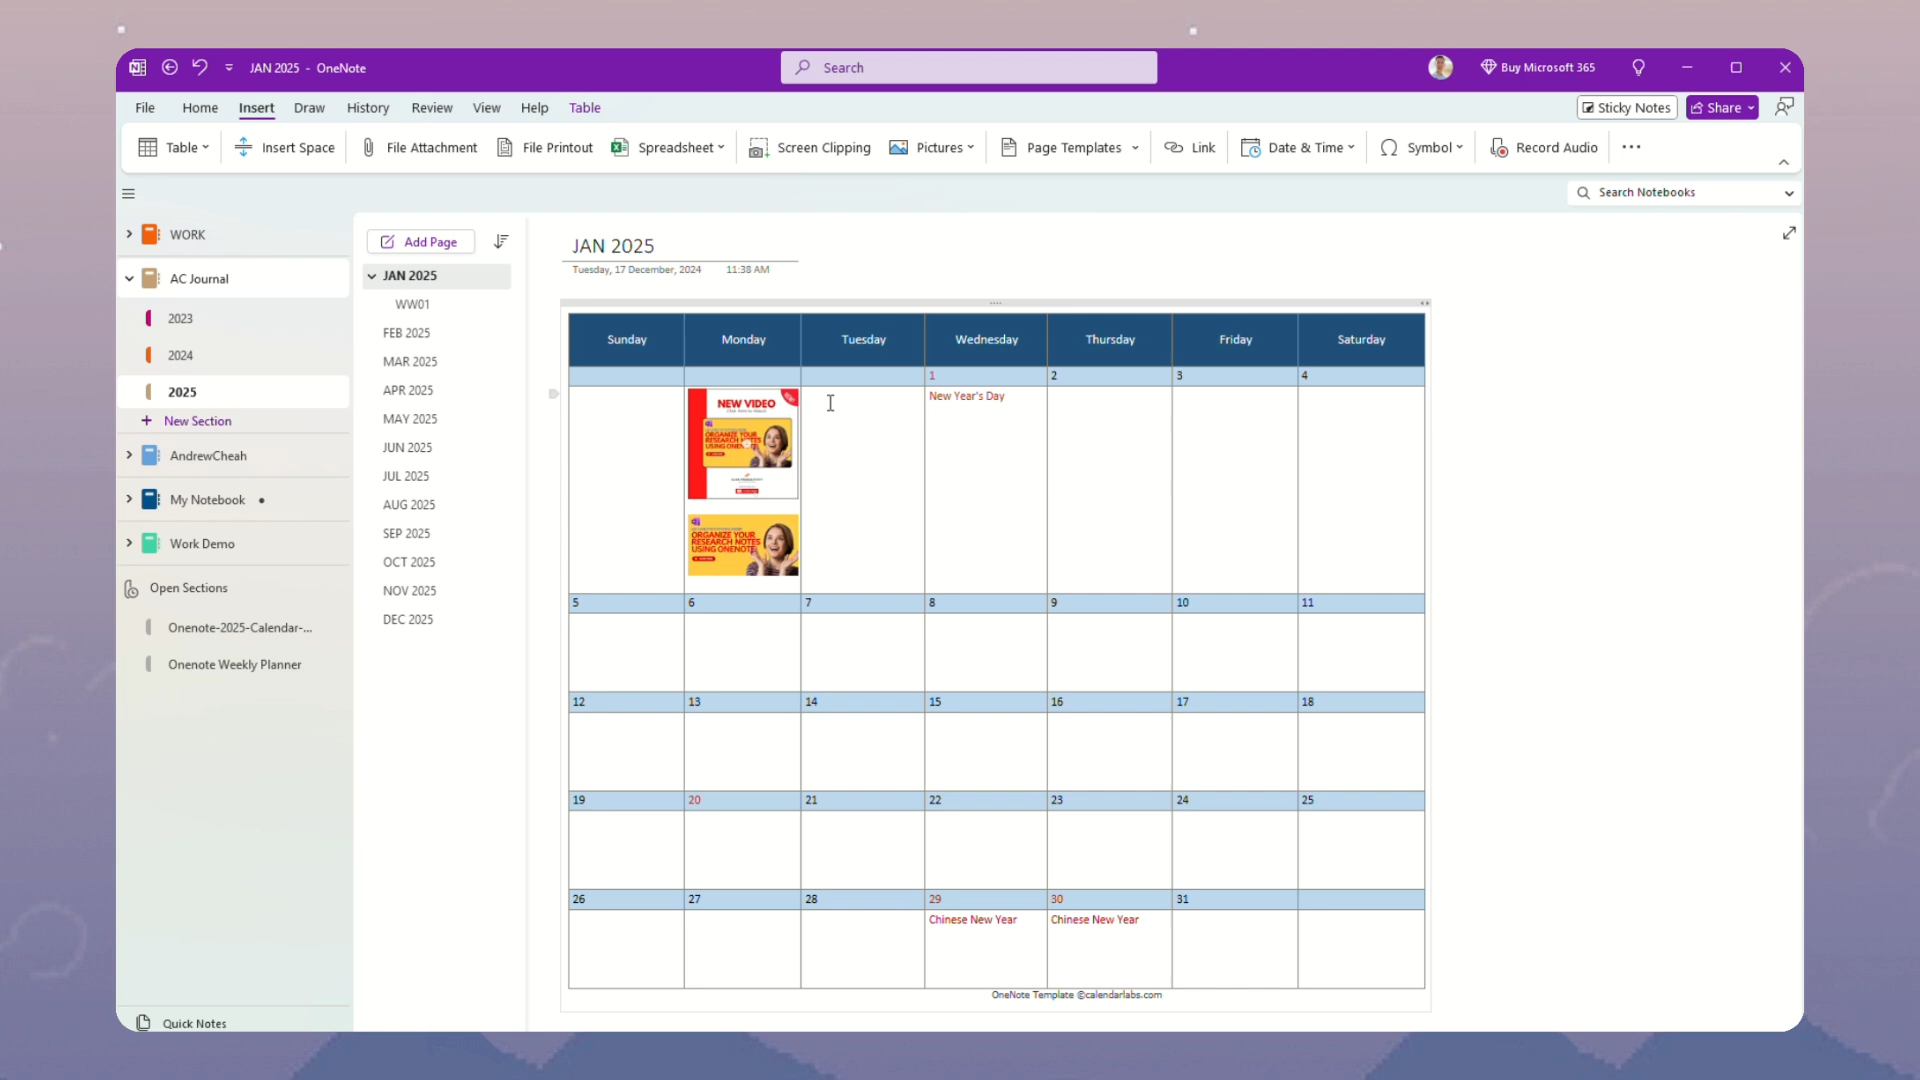 JAN 2025 - OneNote
Search
Buy Microsoft 365
File Home Insert Draw History Review View Help Table
Sticky Notes Share
Table Insert Space File Attachment File Printout Spreadsheet Screen Clipping Pictures Page Templates Link Date & Time Symbol Record Audio
Search Notebooks
WORK
AC Journal
2023
2024
2025
New Section
AndrewCheah
My Notebook
Work Demo
Open Sections
Onenote-2025-Calendar-...
Onenote Weekly Planner
Quick Notes
Add Page
JAN 2025
WW01
FEB 2025
MAR 2025
APR 2025
MAY 2025
JUN 2025
JUL 2025
AUG 2025
SEP 2025
OCT 2025
NOV 2025
DEC 2025
JAN 2025
Tuesday, 17 December, 2024 11:38 AM
Sunday Monday Tuesday Wednesday Thursday Friday Saturday
1 2 3 4
New Year's Day
NEW VIDEO
ORGANIZE YOUR
RESEARCH NOTES
USING ONENOTE
ORGANIZE YOUR
RESEARCH NOTES
USING ONENOTE
5 6 7 8 9 10 11
12 13 14 15 16 17 18
19 20 21 22 23 24 25
26 27 28 29 30 31
Chinese New Year Chinese New Year
OneNote Template ©calendarlabs.com